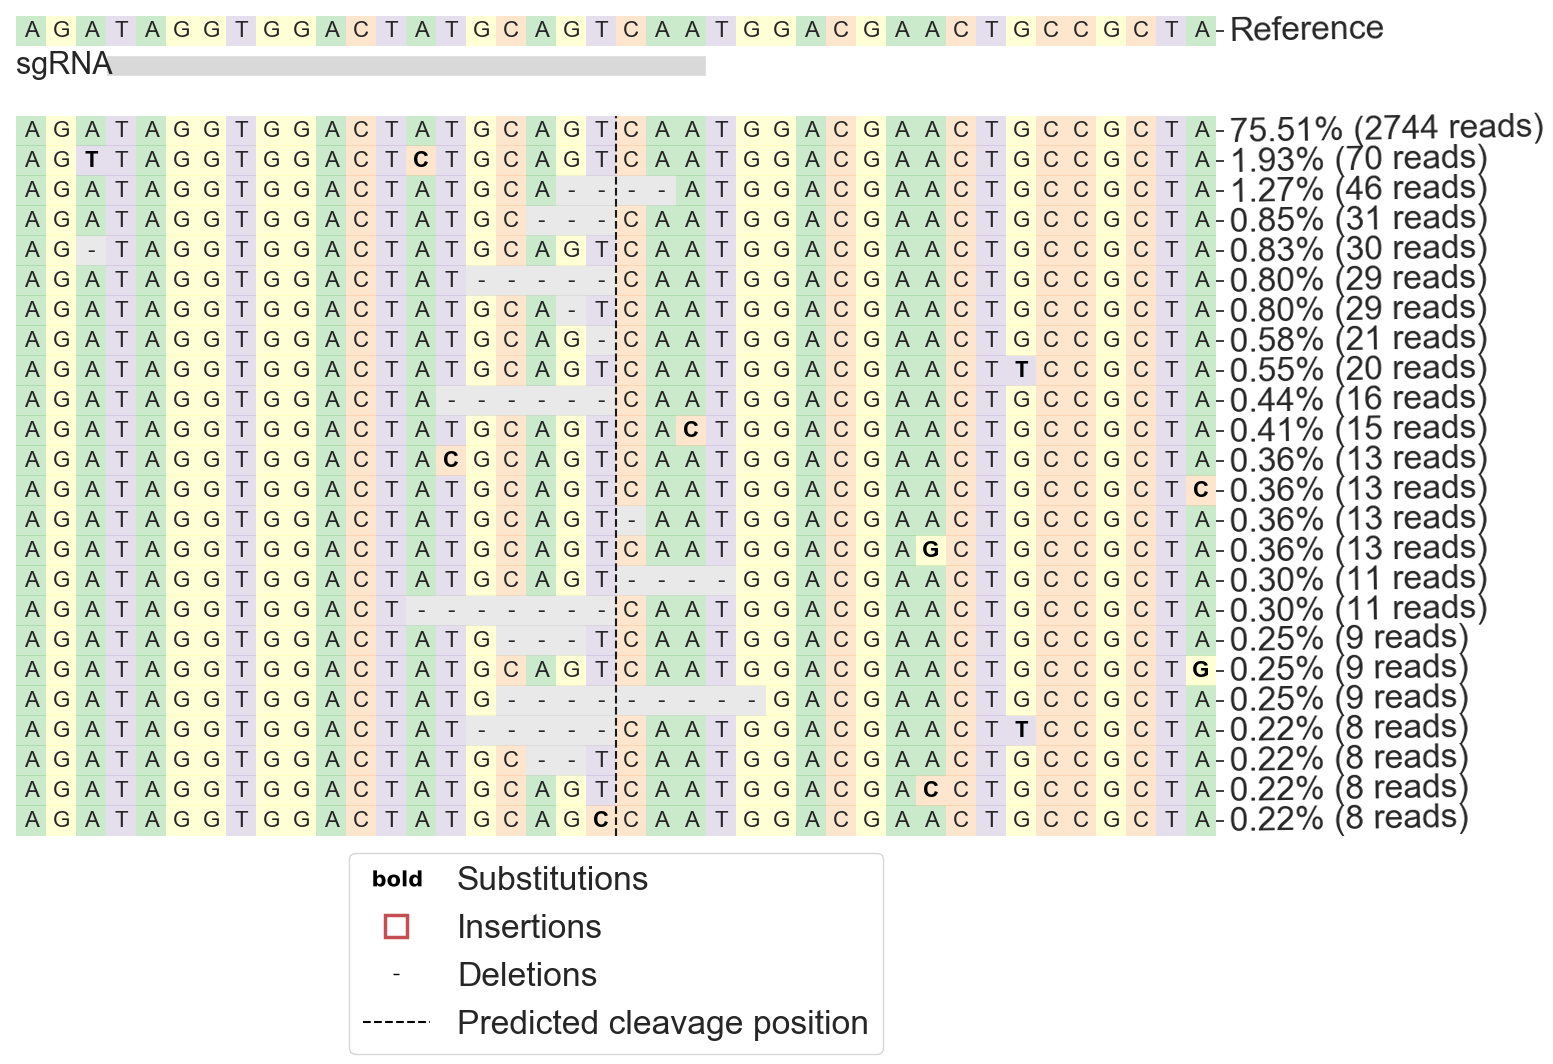 A G A T A G G T G G A C T A T G C A G T C A A T G G A C G A A C T G C C G C T A - Reference
sgRNA
A G A T A G G T G G A C T A T G C A G T C A A T G G A C G A A C T G C C G C T A - 75.51% (2744 reads)
A G T T A G G T G G A C T C T G C A G T C A A T G G A C G A A C T G C C G C T A - 1.93% (70 reads)
A G A T A G G T G G A C T A T G C A - - - - A T G G A C G A A C T G C C G C T A - 1.27% (46 reads)
A G A T A G G T G G A C T A T G C - - - C A A T G G A C G A A C T G C C G C T A - 0.85% (31 reads)
A G - T A G G T G G A C T A T G C A G T C A A T G G A C G A A C T G C C G C T A - 0.83% (30 reads)
A G A T A G G T G G A C T A T - - - - - C A A T G G A C G A A C T G C C G C T A - 0.80% (29 reads)
A G A T A G G T G G A C T A T G C A - T C A A T G G A C G A A C T G C C G C T A - 0.80% (29 reads)
A G A T A G G T G G A C T A T G C A G - C A A T G G A C G A A C T G C C G C T A - 0.58% (21 reads)
A G A T A G G T G G A C T A T G C A G T C A A T G G A C G A A C T T C C G C T A - 0.55% (20 reads)
A G A T A G G T G G A C T A - - - - - - C A A T G G A C G A A C T G C C G C T A - 0.44% (16 reads)
A G A T A G G T G G A C T A T G C A G T C A C T G G A C G A A C T G C C G C T A - 0.41% (15 reads)
A G A T A G G T G G A C T A C G C A G T C A A T G G A C G A A C T G C C G C T A - 0.36% (13 reads)
A G A T A G G T G G A C T A T G C A G T C A A T G G A C G A A C T G C C G C T C - 0.36% (13 reads)
A G A T A G G T G G A C T A T G C A G T - A A T G G A C G A A C T G C C G C T A - 0.36% (13 reads)
A G A T A G G T G G A C T A T G C A G T C A A T G G A C G A G C T G C C G C T A - 0.36% (13 reads)
A G A T A G G T G G A C T A T G C A G T - - - - G G A C G A A C T G C C G C T A - 0.30% (11 reads)
A G A T A G G T G G A C T - - - - - - - C A A T G G A C G A A C T G C C G C T A - 0.30% (11 reads)
A G A T A G G T G G A C T A T G - - - T C A A T G G A C G A A C T G C C G C T A - 0.25% (9 reads)
A G A T A G G T G G A C T A T G C A G T C A A T G G A C G A A C T G C C G C T G - 0.25% (9 reads)
A G A T A G G T G G A C T A T G - - - - - - - - - G A C G A A C T G C C G C T A - 0.25% (9 reads)
A G A T A G G T G G A C T A T - - - - - C A A T G G A C G A A C T T C C G C T A - 0.22% (8 reads)
A G A T A G G T G G A C T A T G C - - T C A A T G G A C G A A C T G C C G C T A - 0.22% (8 reads)
A G A T A G G T G G A C T A T G C A G T C A A T G G A C G A C C T G C C G C T A - 0.22% (8 reads)
A G A T A G G T G G A C T A T G C A G C C A A T G G A C G A A C T G C C G C T A - 0.22% (8 reads)
bold Substitutions
Insertions
- Deletions
Predicted cleavage position